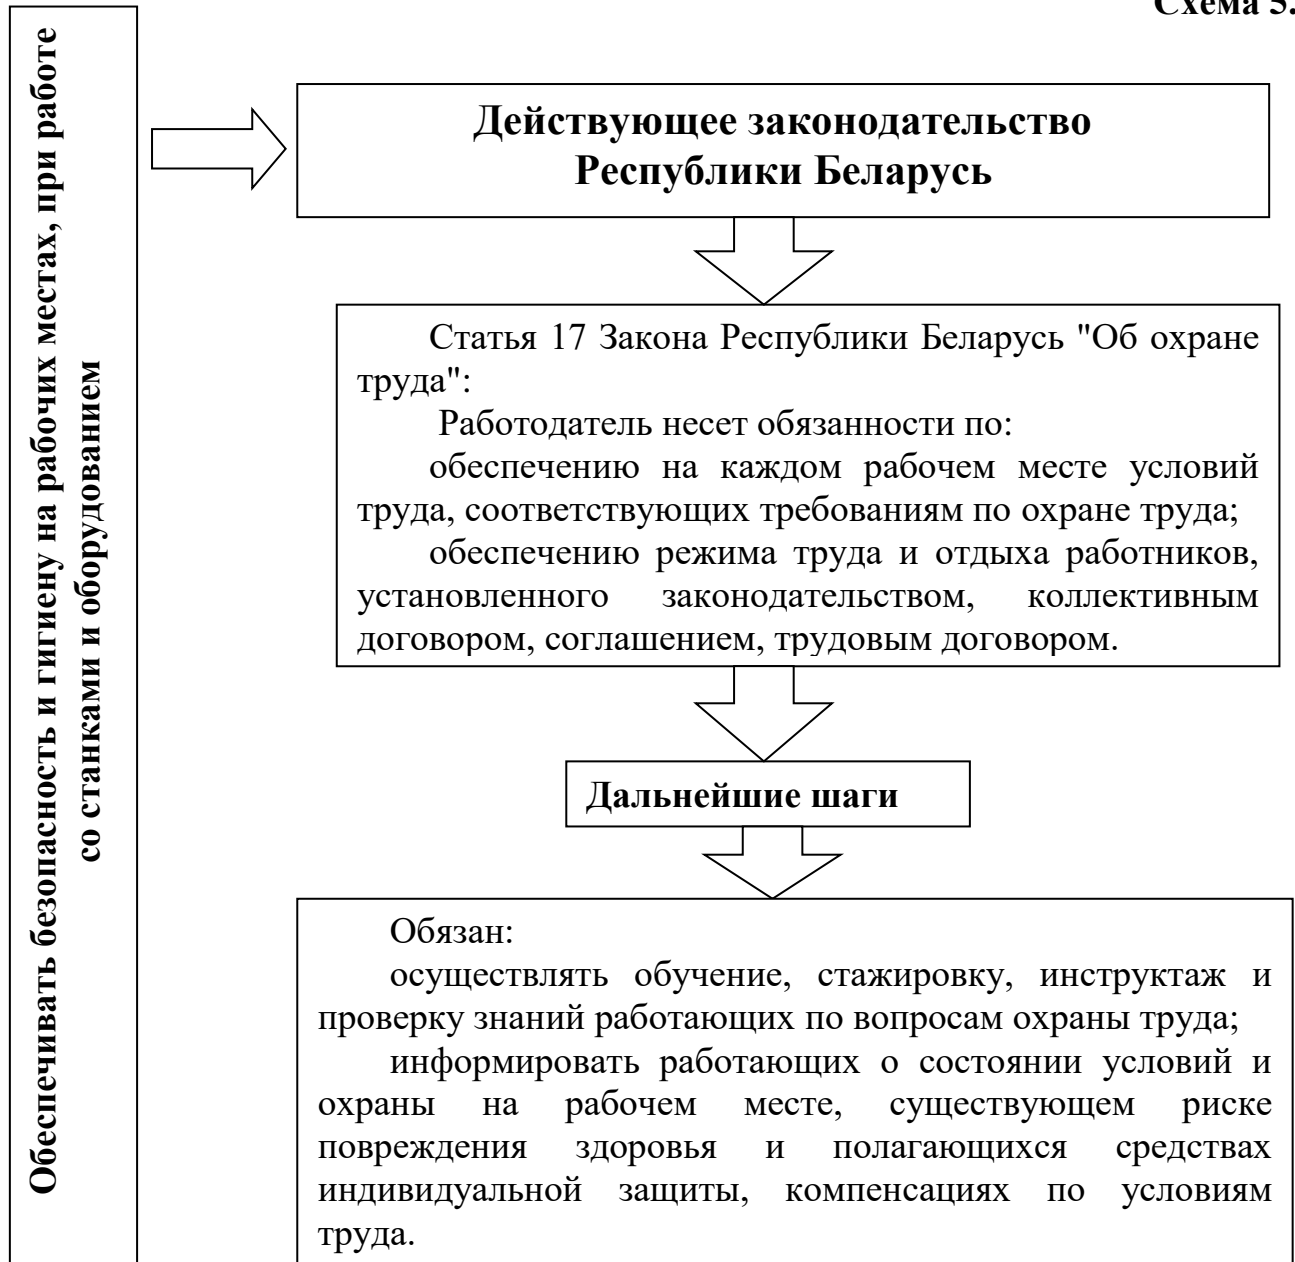 Схема 5.
Обеспечивать безопасность и гигиену на рабочих местах, при работе
со станками и оборудованием
Действующее законодательство
Республики Беларусь
Статья 17 Закона Республики Беларусь "Об охране
труда":
Работодатель несет обязанности по:
обеспечению на каждом рабочем месте условий
труда, соответствующих требованиям по охране труда;
обеспечению режима труда и отдыха работников,
установленного законодательством, коллективным
договором, соглашением, трудовым договором.
Дальнейшие шаги
Обязан:
осуществлять обучение, стажировку, инструктаж и
проверку знаний работающих по вопросам охраны труда;
информировать работающих о состоянии условий и
охраны на рабочем месте, существующем риске
повреждения здоровья и полагающихся средствах
индивидуальной защиты, компенсациях по условиям
труда.